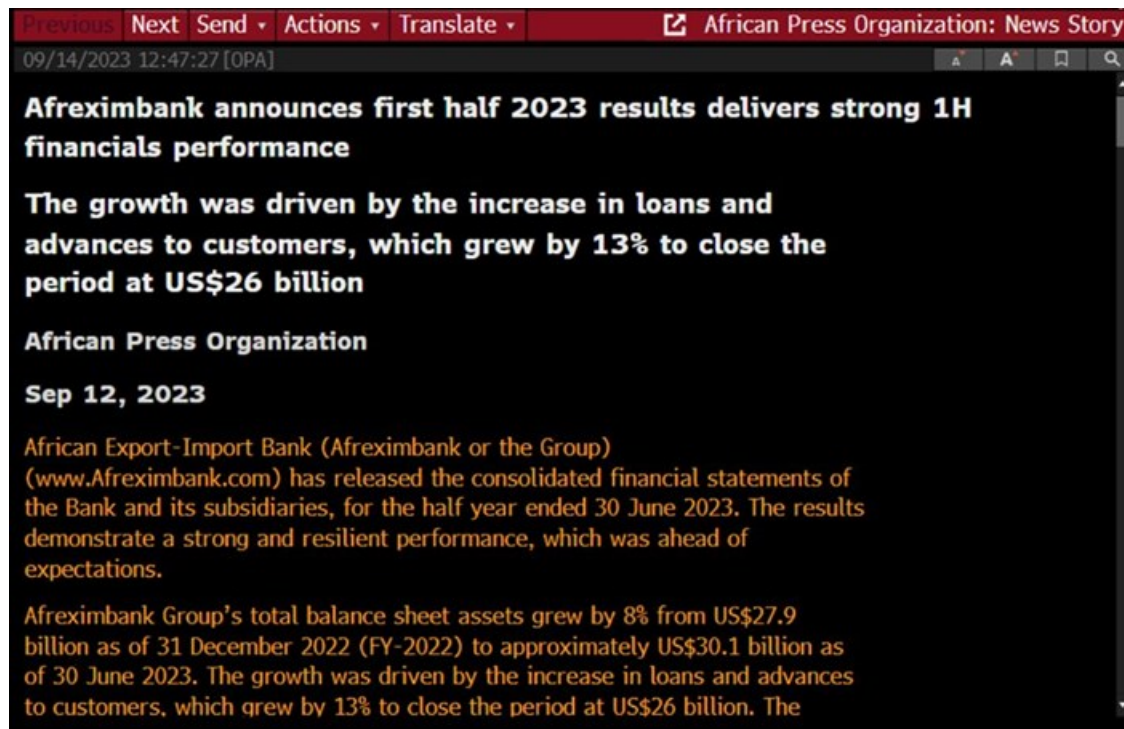 Previous Next Send Actions Translate African Press Organization: News Story
09/14/2023 12:47:27 [OPA] A A
Afreximbank announces first half 2023 results delivers strong 1H
financials performance
The growth was driven by the increase in loans and
advances to customers, which grew by 13% to close the
period at US$26 billion
African Press Organization
Sep 12, 2023
African Export-Import Bank (Afreximbank or the Group)
(www.Afreximbank.com) has released the consolidated financial statements of
the Bank and its subsidiaries, for the half year ended 30 June 2023. The results
demonstrate a strong and resilient performance, which was ahead of
expectations.
Afreximbank Group's total balance sheet assets grew by 8% from US$27.9
billion as of 31 December 2022 (FY-2022) to approximately US$30.1 billion as
of 30 June 2023. The growth was driven by the increase in loans and advances
to customers, which grew by 13% to close the period at US$26 billion. The